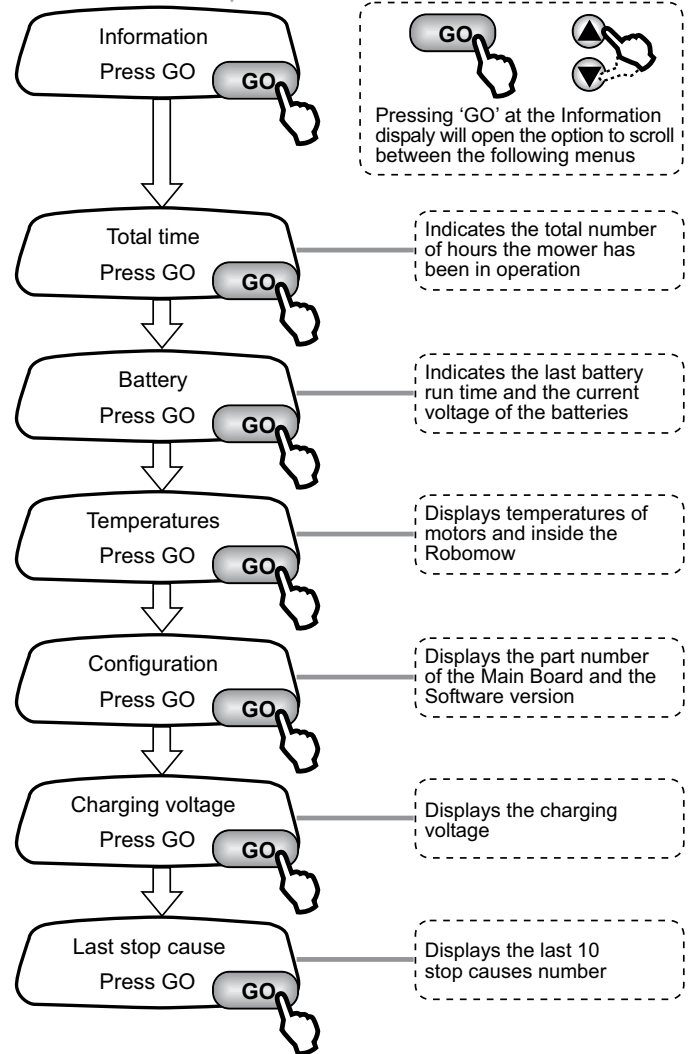 Information
Press GO
GO
GO
Pressing ‘GO’ at the Information
dispaly will open the option to scroll
between the following menus
Total time
Press GO
GO
Indicates the total number
of hours the mower has
been in operation
Battery
Press GO
GO
Indicates the last battery
run time and the current
voltage of the batteries
Temperatures
Press GO
GO
Displays temperatures of
motors and inside the
Robomow
Configuration
Press GO
GO
Displays the part number
of the Main Board and the
Software version
Charging voltage
Press GO
GO
Displays the charging
voltage
Last stop cause
Press GO
GO
Displays the last 10
stop causes number